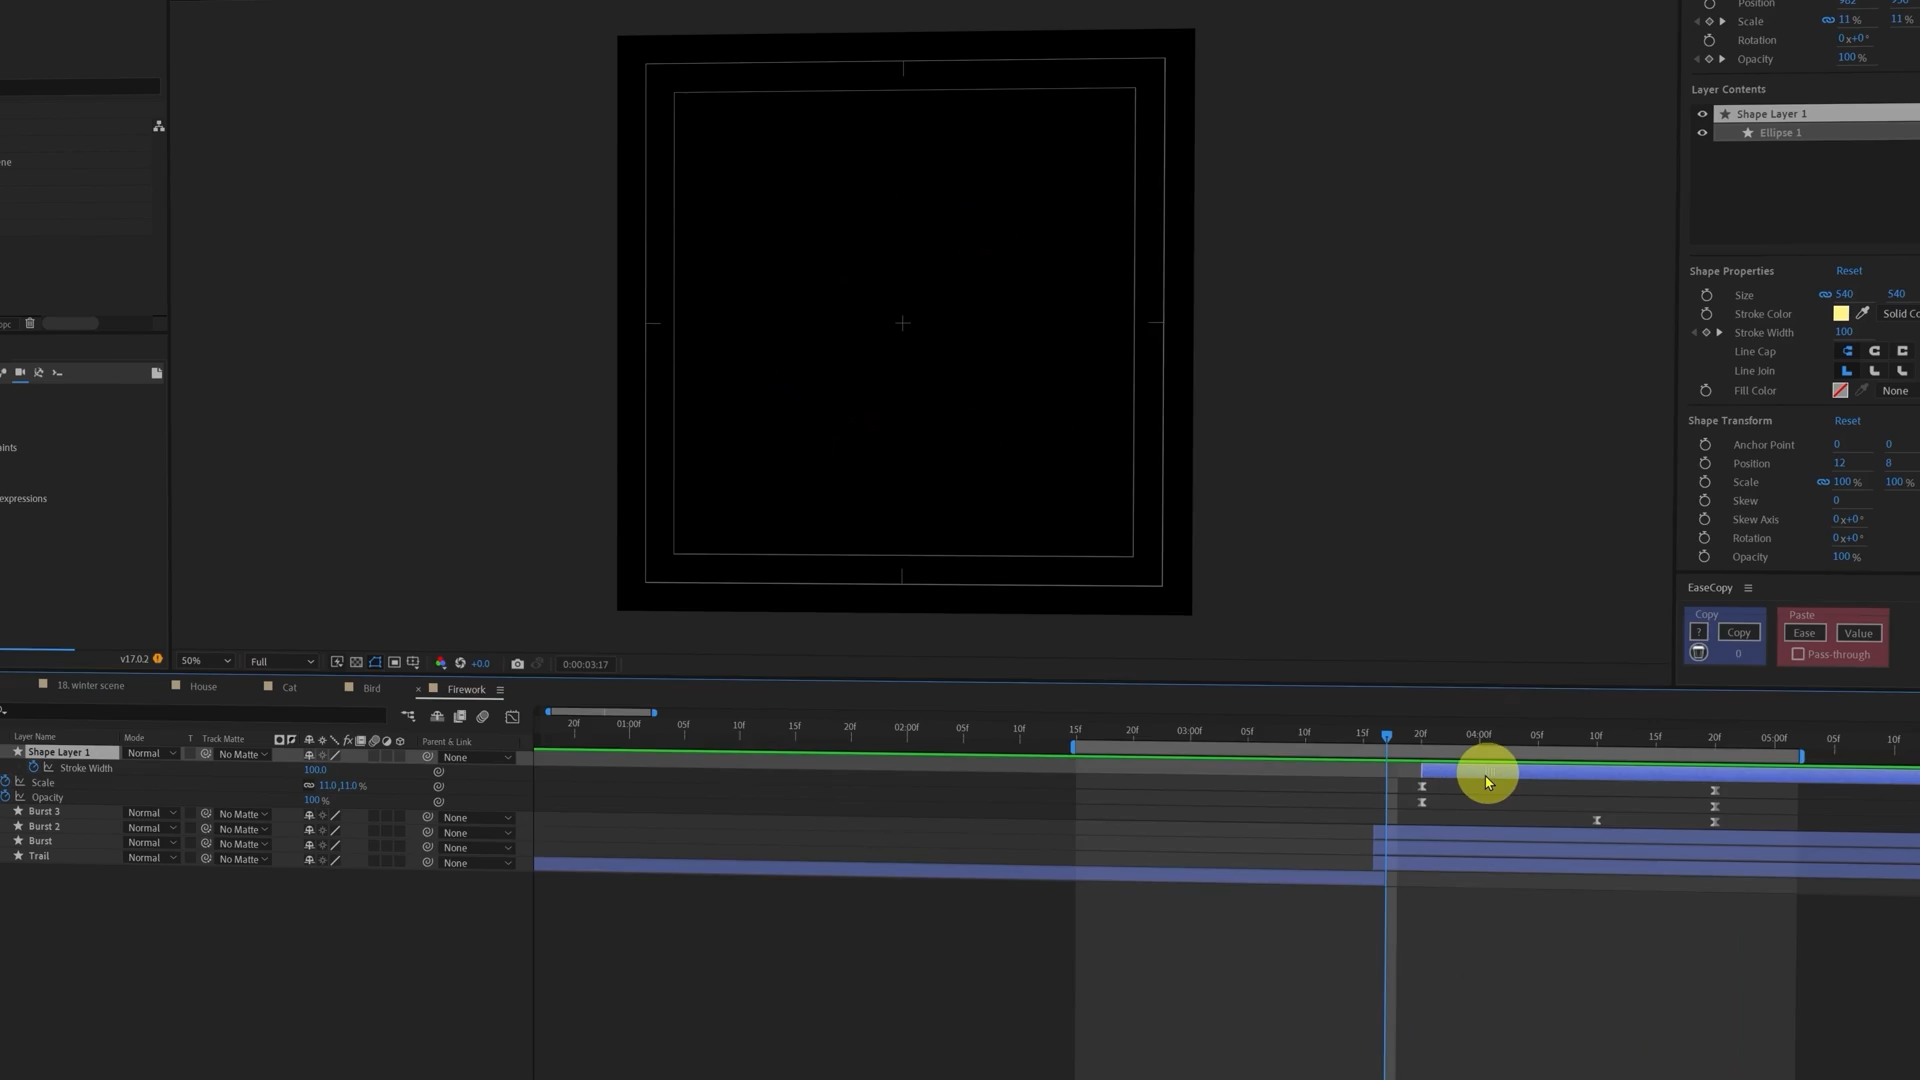 Position 962 950
Scale 11 % 11 %
Rotation 0 x+0°
Opacity 100 %
Layer Contents
Shape Layer 1
Ellipse 1
ne
opc
Shape Properties Reset
Size 540 540
Stroke Color Solid Co
Stroke Width 100
Line Cap
Line Join
Fill Color None
Shape Transform Reset
Anchor Point 0 0
Position 12 8
Scale 100 % 100 %
Skew 0
Skew Axis 0 x+0°
Rotation 0 x+0°
Opacity 100 %
EaseCopy
Copy Paste
? Copy Ease Value
0 Pass-through
aints
expressions
v17.0.2
50% Full +0.0 0:00:03:17
18. winter scene House Cat Bird × Firework
20f 01:00f 05f 10f 15f 20f 02:00f 05f 10f 15f 20f 03:00f 05f 10f 15f 20f 04:00f 05f 10f 15f 20f 05:00f 05f 10f
Layer Name Mode T Track Matte fx Parent & Link
Shape Layer 1 Normal No Matte None
Stroke Width 100.0
Scale 11.0,11.0 %
Opacity 100 %
Burst 3 Normal No Matte None
Burst 2 Normal No Matte None
Burst Normal No Matte None
Trail Normal No Matte None